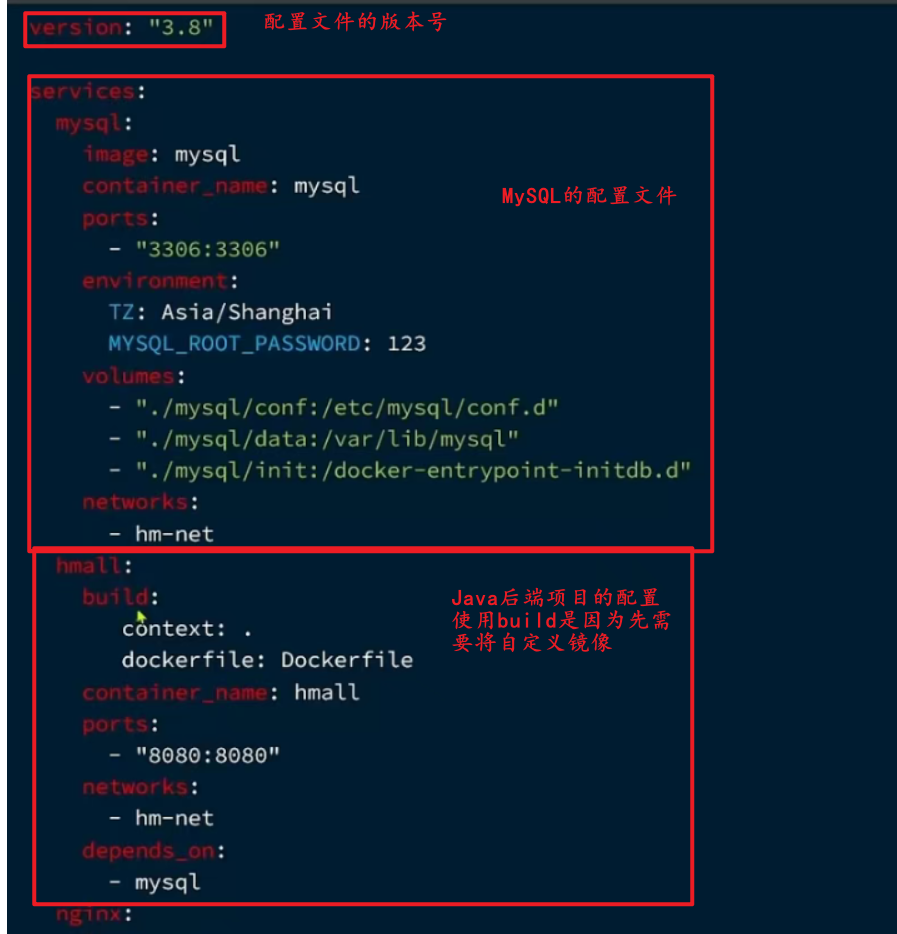 version: "3.8"
配置文件的版本号
services:
mysql:
image: mysql
container_name: mysql
MySQL的配置文件
ports:
- "3306:3306"
environment:
TZ: Asia/Shanghai
MYSQL_ROOT_PASSWORD: 123
volumes:
- "./mysql/conf:/etc/mysql/conf.d"
- "./mysql/data:/var/lib/mysql"
- "./mysql/init:/docker-entrypoint-initdb.d"
networks:
- hm-net
hmall:
build:
Java后端项目的配置
使用build是因为先需
要将自定义镜像
context: .
dockerfile: Dockerfile
container_name: hmall
ports:
- "8080:8080"
networks:
- hm-net
depends_on:
- mysql
nginx: